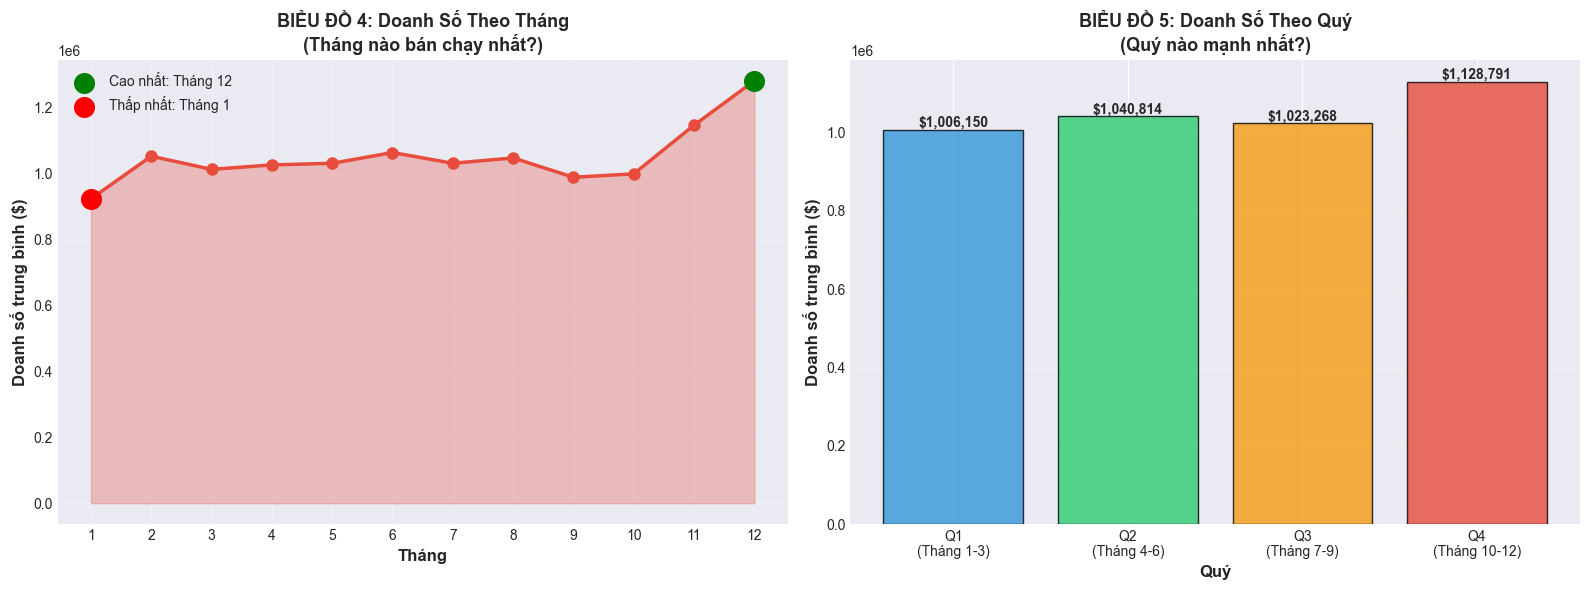 BIỂU ĐỒ 4: Doanh Số Theo Tháng
(Tháng nào bán chạy nhất?)
1e6
Cao nhất: Tháng 12
Thấp nhất: Tháng 1
1.2
1.0
0.8
0.6
0.4
0.2
0.0
Doanh số trung bình ($)
1 2 3 4 5 6 7 8 9 10 11 12
Tháng
BIỂU ĐỒ 5: Doanh Số Theo Quý
(Quý nào mạnh nhất?)
1e6
$1,006,150 $1,040,814 $1,023,268 $1,128,791
1.0
0.8
0.6
0.4
0.2
0.0
Doanh số trung bình ($)
Q1 Q2 Q3 Q4
(Tháng 1-3) (Tháng 4-6) (Tháng 7-9) (Tháng 10-12)
Quý